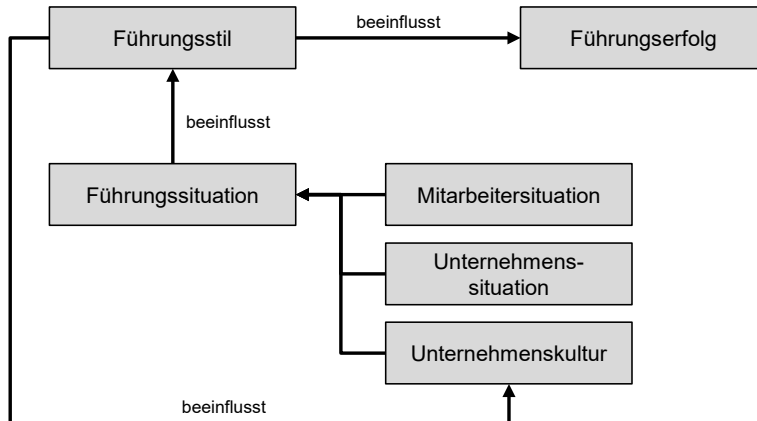 beeinflusst
Führungsstil
Führungserfolg
beeinflusst
Führungssituation
Mitarbeitersituation
Unternehmens-
situation
Unternehmenskultur
beeinflusst